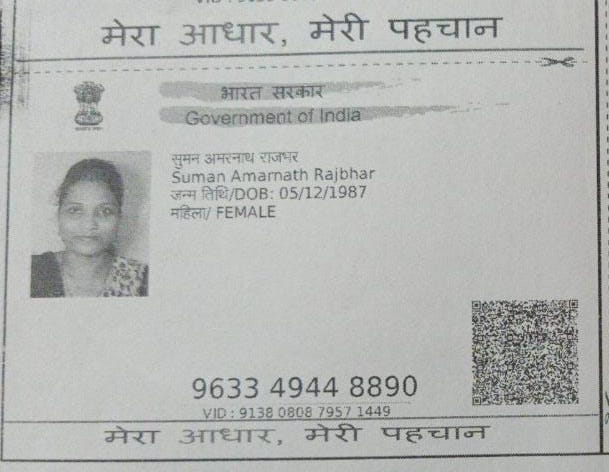 मेरा आधार, मेरी पहचान
भारत सरकार
Government of India
सुमन अमरनाथ राजभर
Suman Amarnath Rajbhar
जन्म तिथि/DOB: 05/12/1987
महिला/ FEMALE
9633 4944 8890
VID : 9138 0808 7957 1449
मेरा आधार, मेरी पहचान